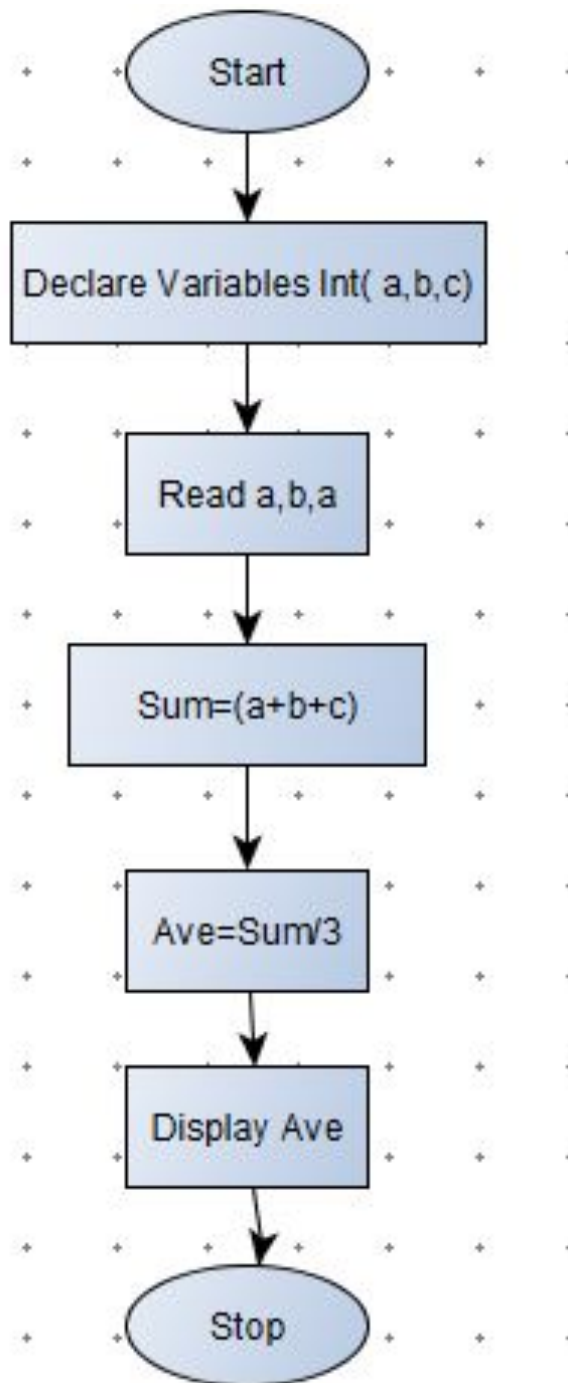 Start
Declare Variables Int( a,b,c)
Read a,b,a
Sum=(a+b+c)
Ave=Sum/3
Display Ave
Stop